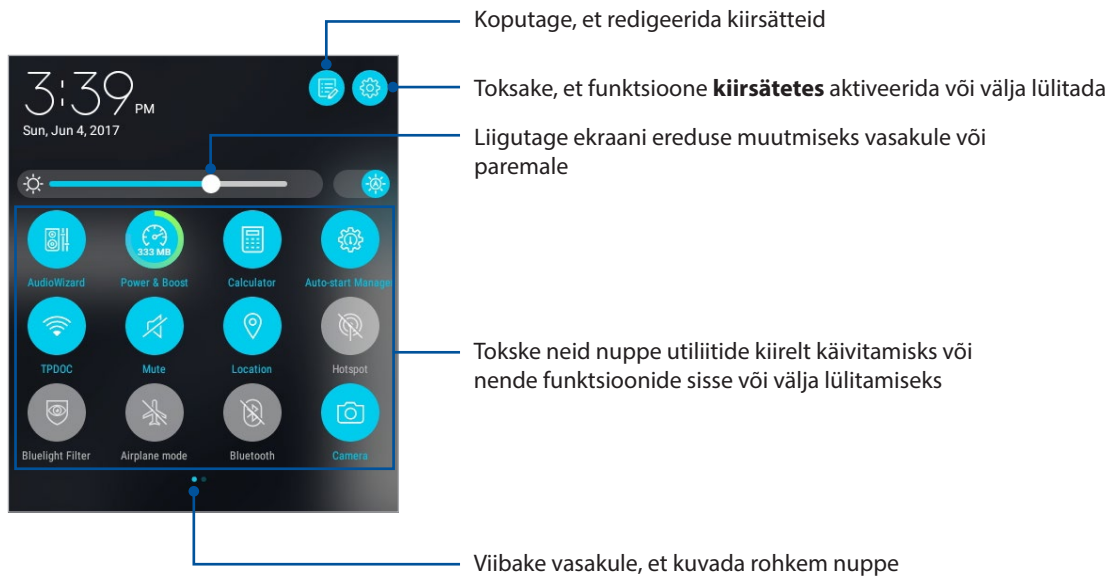 Koputage, et redigeerida kiirsätteid
3:39 PM
Sun, Jun 4, 2017
Toksake, et funktsioone kiirsätetes aktiveerida või välja lülitada
Liigutage ekraani ereduse muutmiseks vasakule või
paremale
A
333 MB
AudioWizard Power & Boost Calculator Auto-start Manage
TPDOC Mute Location Hotspot
Tokske neid nuppe utiliitide kiirelt käivitamisks või
nende funktsioonide sisse või välja lülitamiseks
Bluelight Filter Airplane mode Bluetooth Camera
Viibake vasakule, et kuvada rohkem nuppe